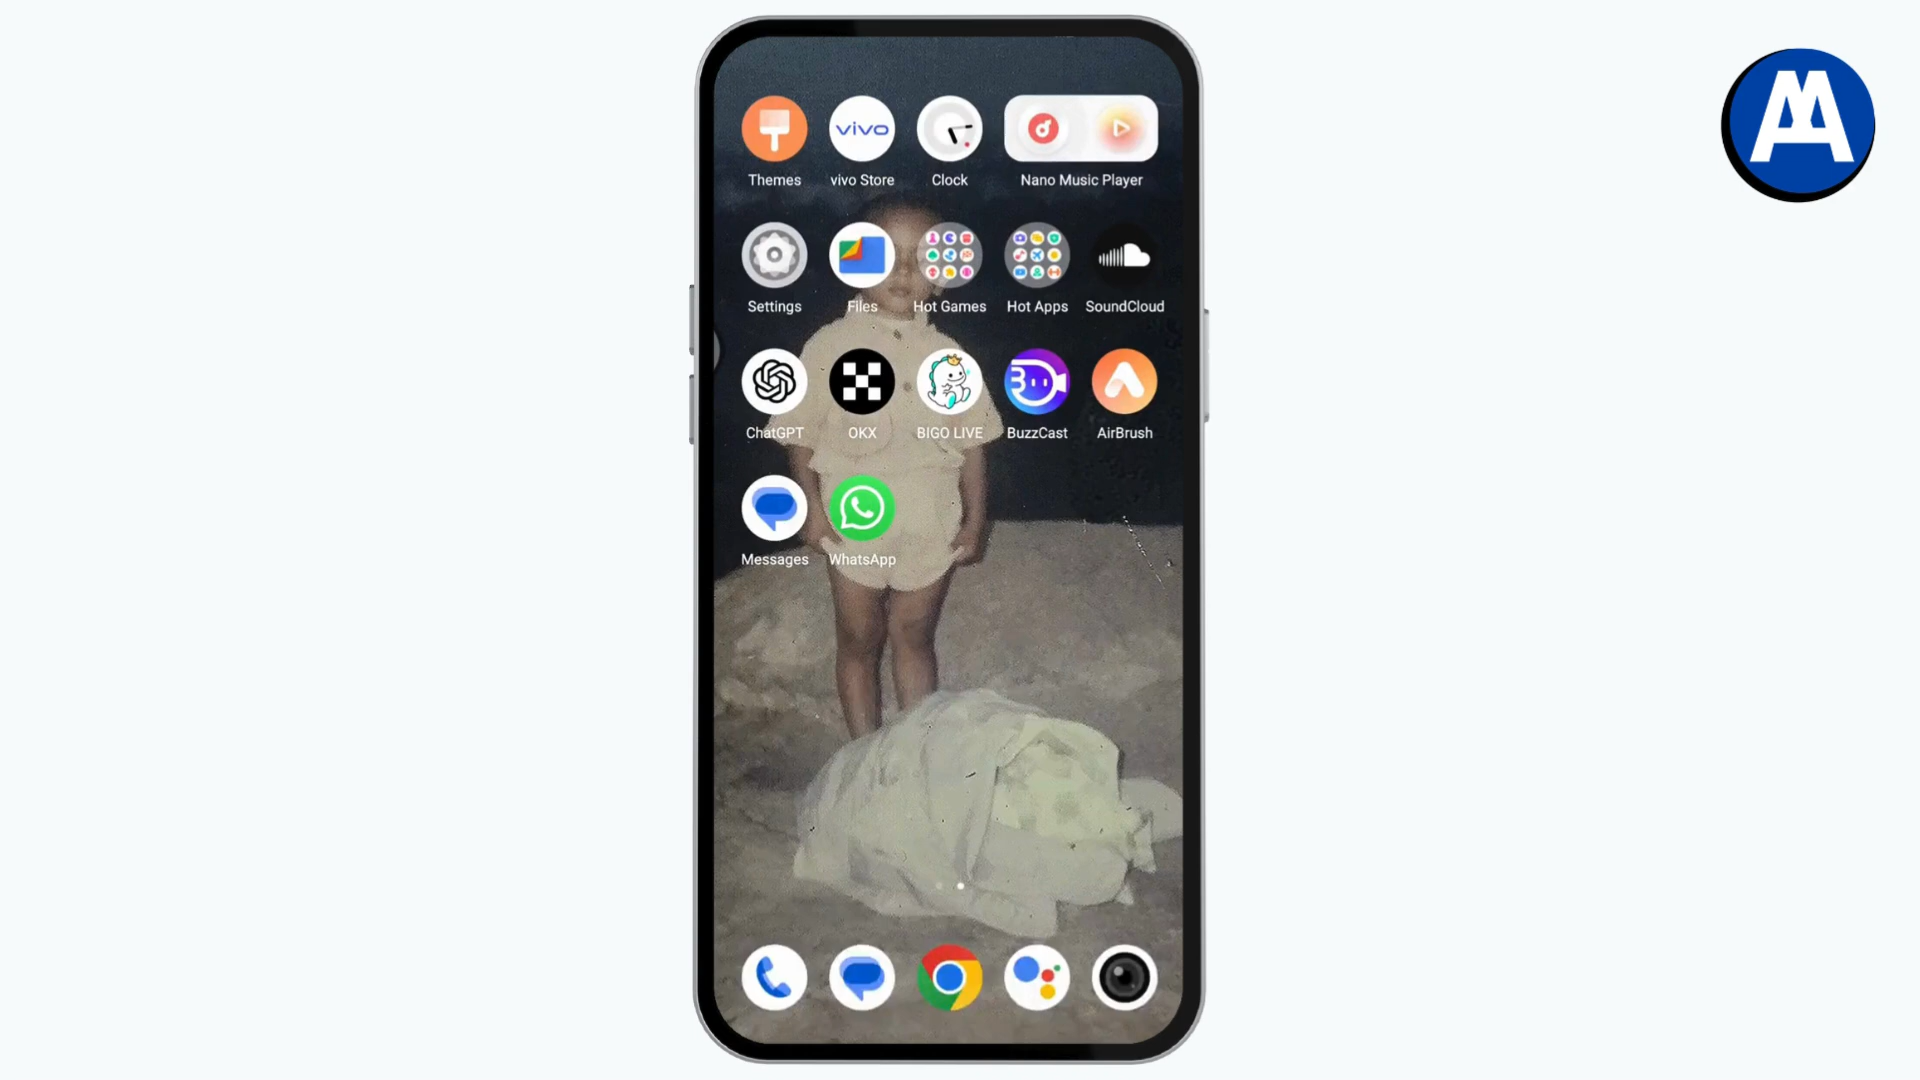 vivo
Themes
vivo Store
Clock
Nano Music Player
Settings
Files
Hot Games
Hot Apps
SoundCloud
ChatGPT
OKX
BIGO LIVE
BuzzCast
AirBrush
Messages
WhatsApp